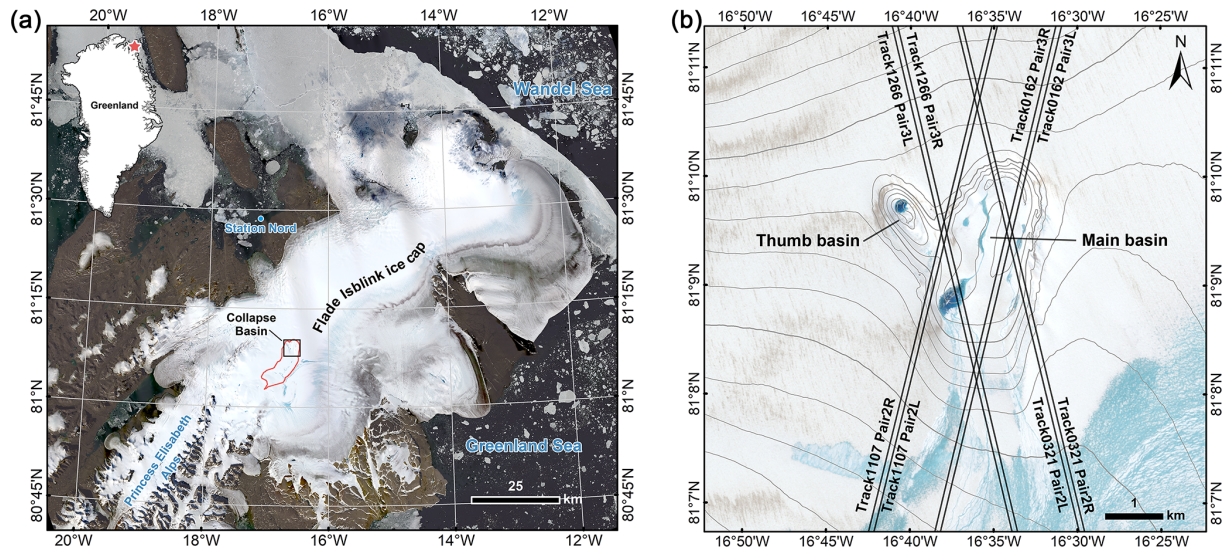 (a)
20°W
18°W
16°W
14°W
12°W
81°45'N
81°30'N
81°15'N
81°N
80°45'N
Greenland
Wandel Sea
Station Nord
Flade Isblink ice cap
Collapse
Basin
Princess Elisabeth
Alps
Greenland Sea
25
km
81°45'N
81°30'N
81°15'N
81°N
80°45'N
20°W
18°W
16°W
14°W
12°W
(b)
16°50'W
16°45'W
16°40'W
16°35'W
16°30'W
16°25'W
81°11'N
81°10'N
81°9'N
81°8'N
81°7'N
Track1266 Pair3L
Track1266 Pair3R
Track0162 Pair3R
Track0162 Pair3L
N
Thumb basin
Main basin
Track1107 Pair2R
Track1107 Pair2L
Track0321 Pair2L
Track0321 Pair2R
1
km
81°11'N
81°10'N
81°9'N
81°8'N
81°7'N
16°50'W
16°45'W
16°40'W
16°35'W
16°30'W
16°25'W